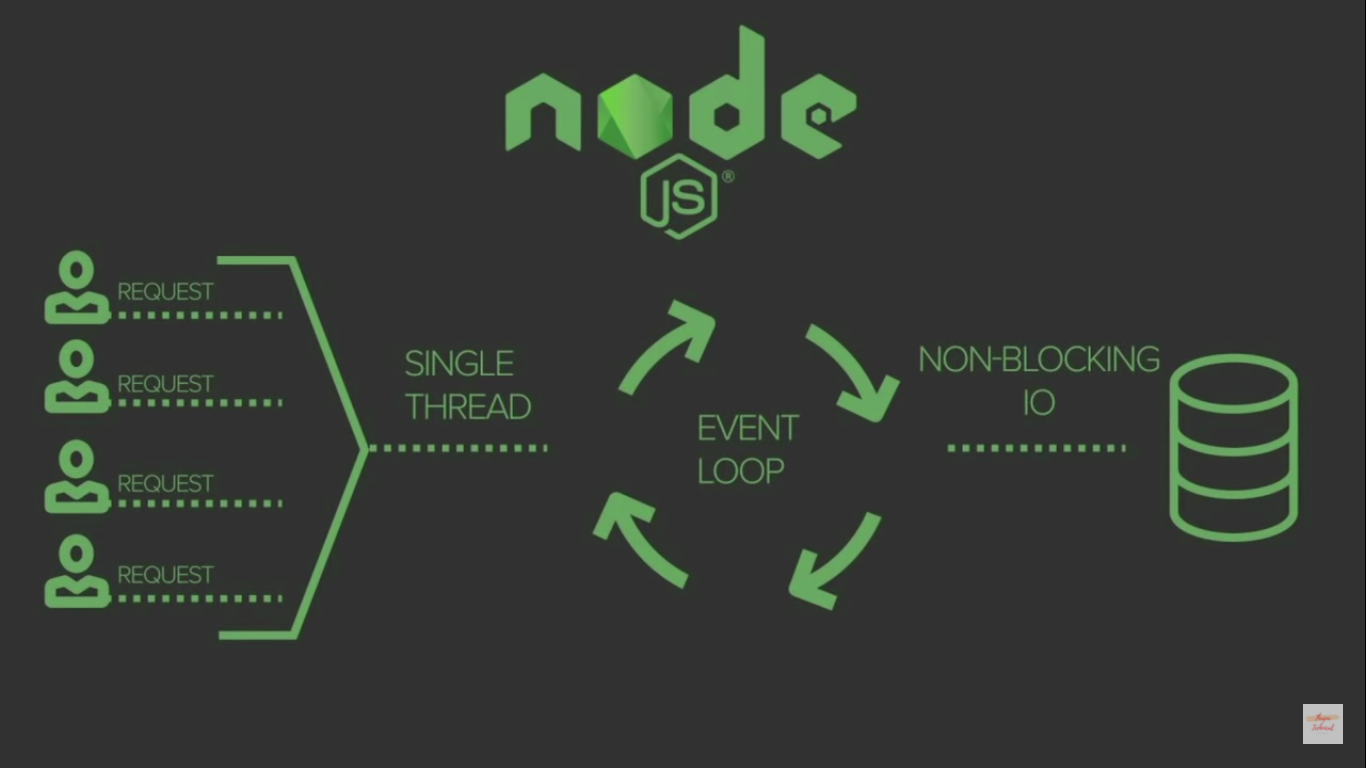 node
JS®
REQUEST
REQUEST
REQUEST
REQUEST
SINGLE
THREAD
EVENT
LOOP
NON-BLOCKING
IO